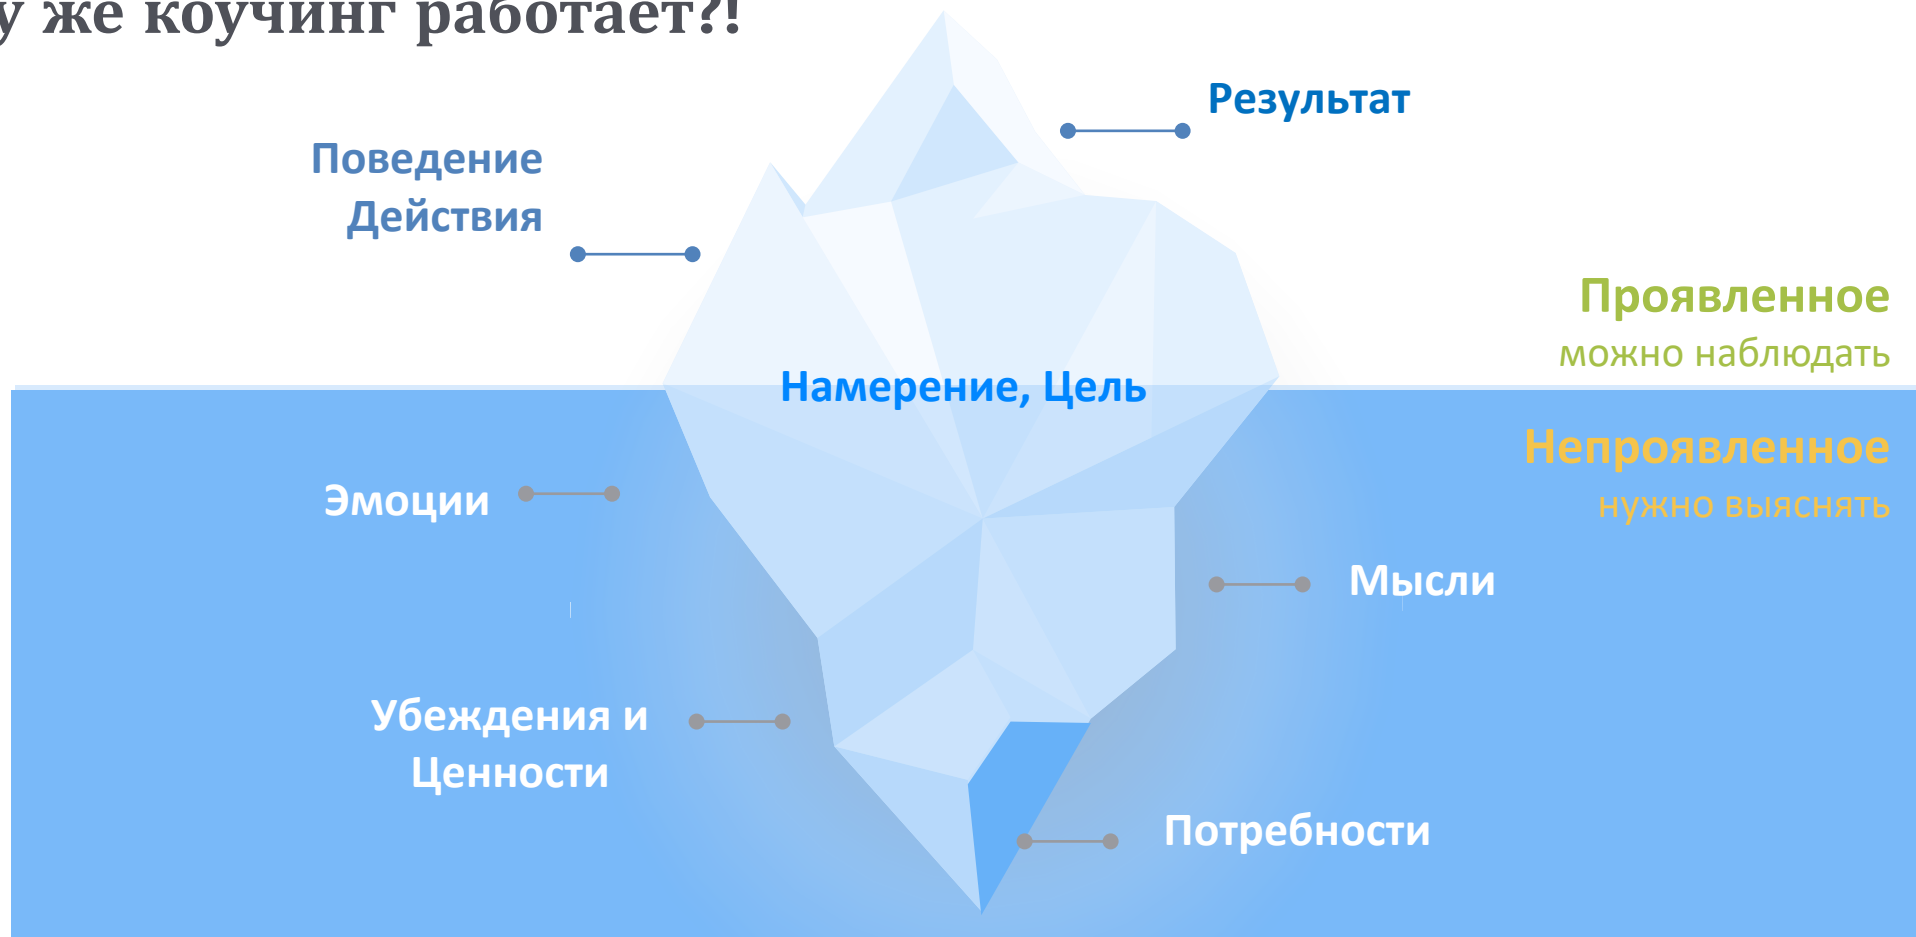 у же коучинг работает?!
Результат
Поведение
Действия
Проявленное
можно наблюдать
Намерение, Цель
Непроявленное
нужно выяснять
Эмоции
Мысли
Убеждения и
Ценности
Потребности